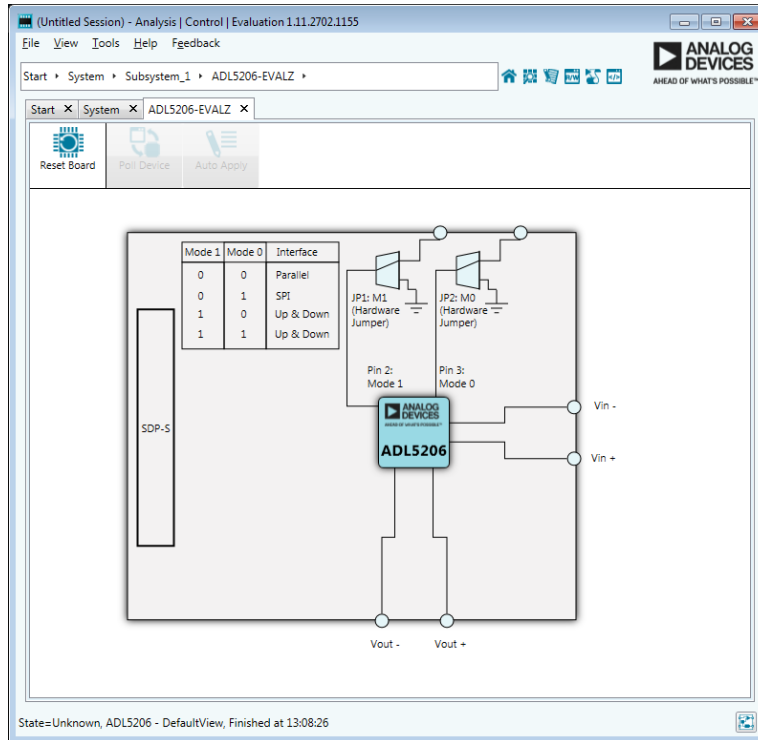 (Untitled Session) - Analysis | Control | Evaluation 1.11.2702.1155
File View Tools Help Feedback
Start System Subsystem_1 ADL5206-EVALZ
R/W
ANALOG
DEVICES
AHEAD OF WHAT'S POSSIBLE™
Start System ADL5206-EVALZ
Reset Board Poll Device Auto Apply
Mode 1 Mode 0 Interface
0 0 Parallel
0 1 SPI
1 0 Up & Down
1 1 Up & Down
JP1: M1
(Hardware
Jumper)
JP2: M0
(Hardware
Jumper)
Pin 2:
Mode 1
Pin 3:
Mode 0
SDP-S
ANALOG
DEVICES
AHEAD OF WHAT'S POSSIBLE™
ADL5206
Vin -
Vin +
Vout - Vout +
State=Unknown, ADL5206 - DefaultView, Finished at 13:08:26